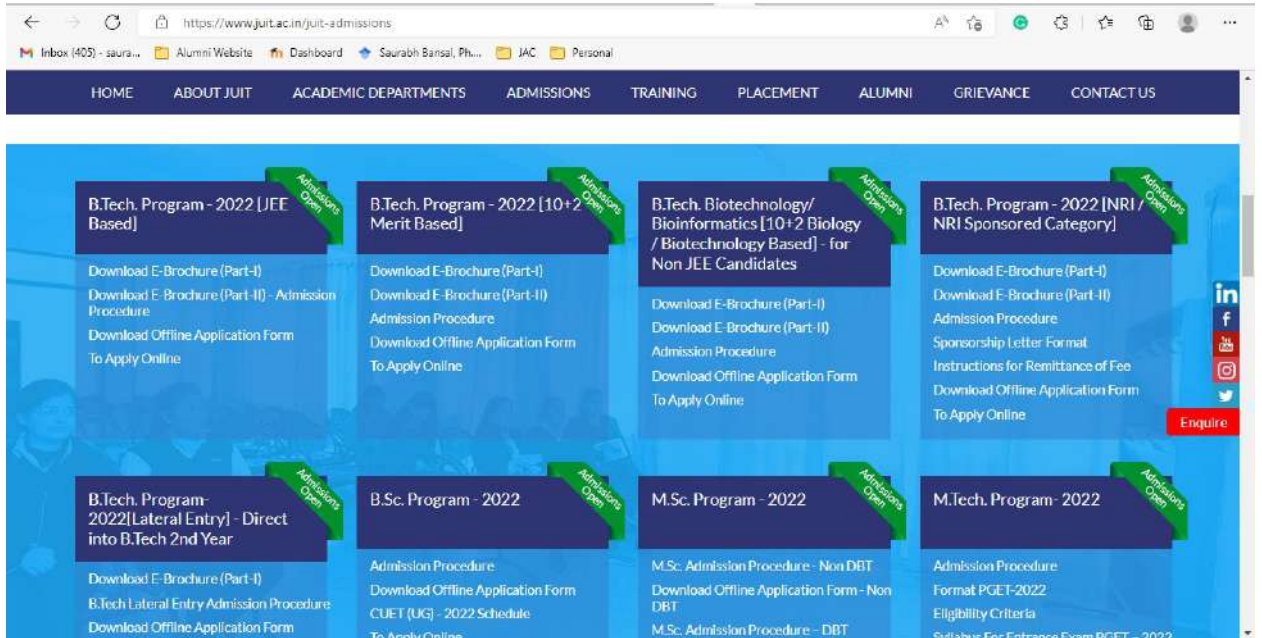 https://www.juit.ac.in/juit-admissions
Inbox (405) - saura...
Alumni Website
Dashboard
Saurabh Bansal, Ph....
JAC
Personal
HOME
ABOUT JUIT
ACADEMIC DEPARTMENTS
ADMISSIONS
TRAINING
PLACEMENT
ALUMNI
GRIEVANCE
CONTACT US
Admissions
Open
B.Tech. Program - 2022 [JEE
Based]
Download E-Brochure (Part-I)
Download E-Brochure (Part-II) - Admission
Procedure
Download Offline Application Form
To Apply Online
Admissions
Open
B.Tech. Program - 2022 [10+2
Merit Based]
Download E-Brochure (Part-I)
Download E-Brochure (Part-II)
Admission Procedure
Download Offline Application Form
To Apply Online
Admissions
Open
B.Tech. Biotechnology/
Bioinformatics [10+2 Biology
/ Biotechnology Based] - for
Non JEE Candidates
Download E-Brochure (Part-I)
Download E-Brochure (Part-II)
Admission Procedure
Download Offline Application Form
To Apply Online
Admissions
Open
B.Tech. Program - 2022 [NRI /
NRI Sponsored Category]
Download E-Brochure (Part-I)
Download E-Brochure (Part-II)
Admission Procedure
Sponsorship Letter Format
Instructions for Remittance of Fee
Download Offline Application Form
To Apply Online
in
f
You
Enquire
Admissions
Open
B.Tech. Program-
2022[Lateral Entry] - Direct
into B.Tech 2nd Year
Download E-Brochure (Part-I)
B.Tech Lateral Entry Admission Procedure
Download Offline Application Form
Admissions
Open
B.Sc. Program - 2022
Admission Procedure
Download Offline Application Form
CUET (UG) - 2022 Schedule
To Apply Online
Admissions
Open
M.Sc. Program - 2022
M.Sc. Admission Procedure - Non DBT
Download Offline Application Form - Non
DBT
M.Sc. Admission Procedure – DBT
Admissions
Open
M.Tech. Program- 2022
Admission Procedure
Format PGET-2022
Eligibility Criteria
Syllabus For Entrance Exam PGET – 2022